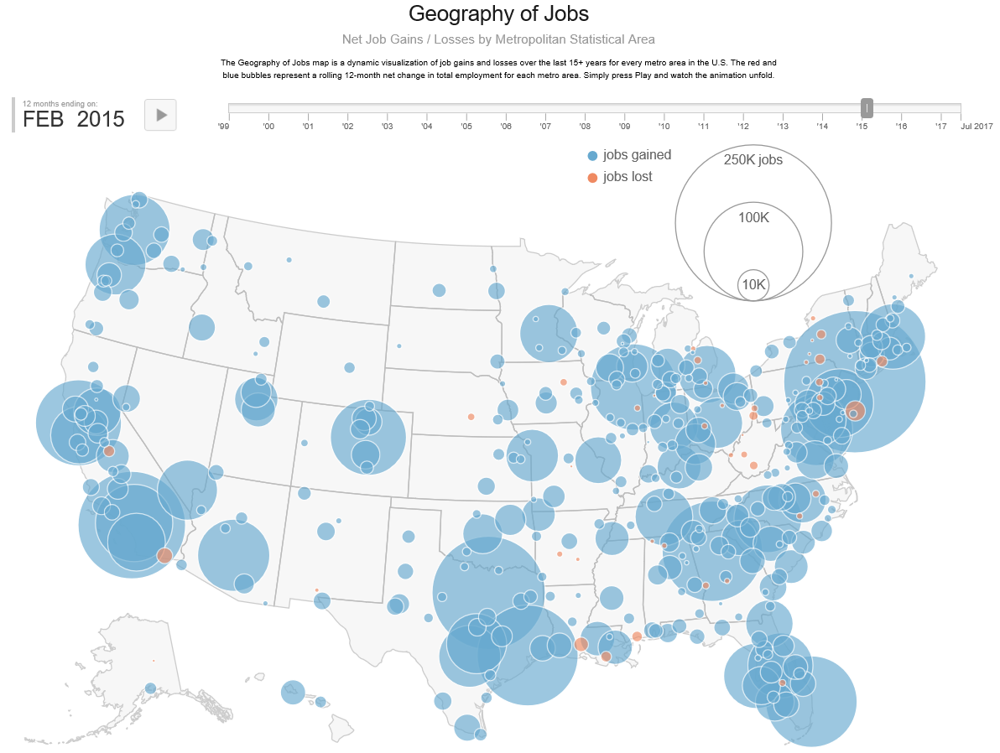 Geography of Jobs
Net Job Gains / Losses by Metropolitan Statistical Area
The Geography of Jobs map is a dynamic visualization of job gains and losses over the last 15+ years for every metro area in the U.S. The red and
blue bubbles represent a rolling 12-month net change in total employment for each metro area. Simply press Play and watch the animation unfold.
12 months ending on:
FEB 2015
'99 '00 '01 '02 '03 '04 '05 '06 '07 '08 '09 '10 '11 '12 '13 '14 '15 '16 '17 Jul 2017
jobs gained
jobs lost
250K jobs
100K
10K